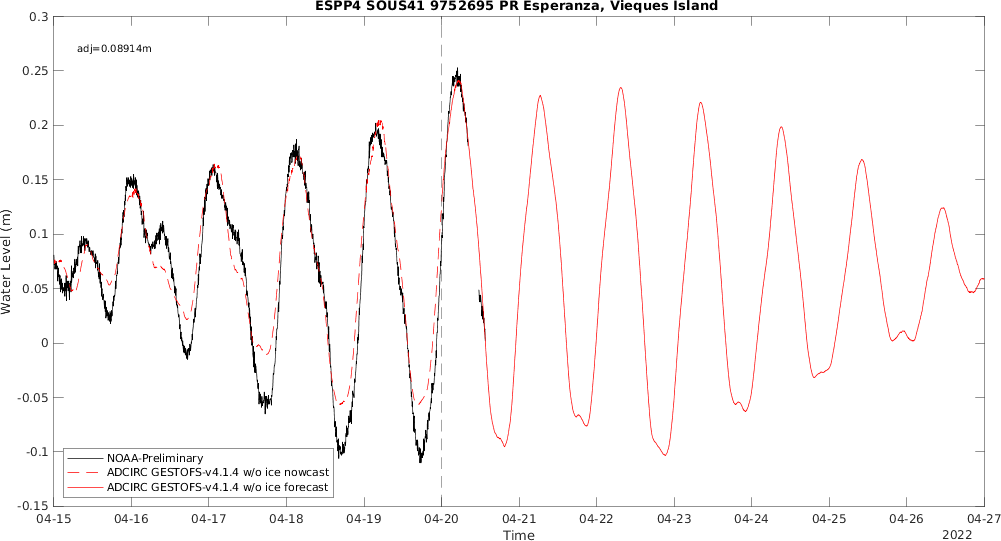 ESPP4 SOUS41 9752695 PR Esperanza, Vieques Island
adj=0.08914m
0.3
0.25
0.2
0.15
0.1
0.05
0
-0.05
-0.1
-0.15
Water Level (m)
NOAA-Preliminary
ADCIRC GESTOFS-v4.1.4 w/o ice nowcast
ADCIRC GESTOFS-v4.1.4 w/o ice forecast
04-15 04-16 04-17 04-18 04-19 04-20 04-21 04-22 04-23 04-24 04-25 04-26 04-27
Time
2022